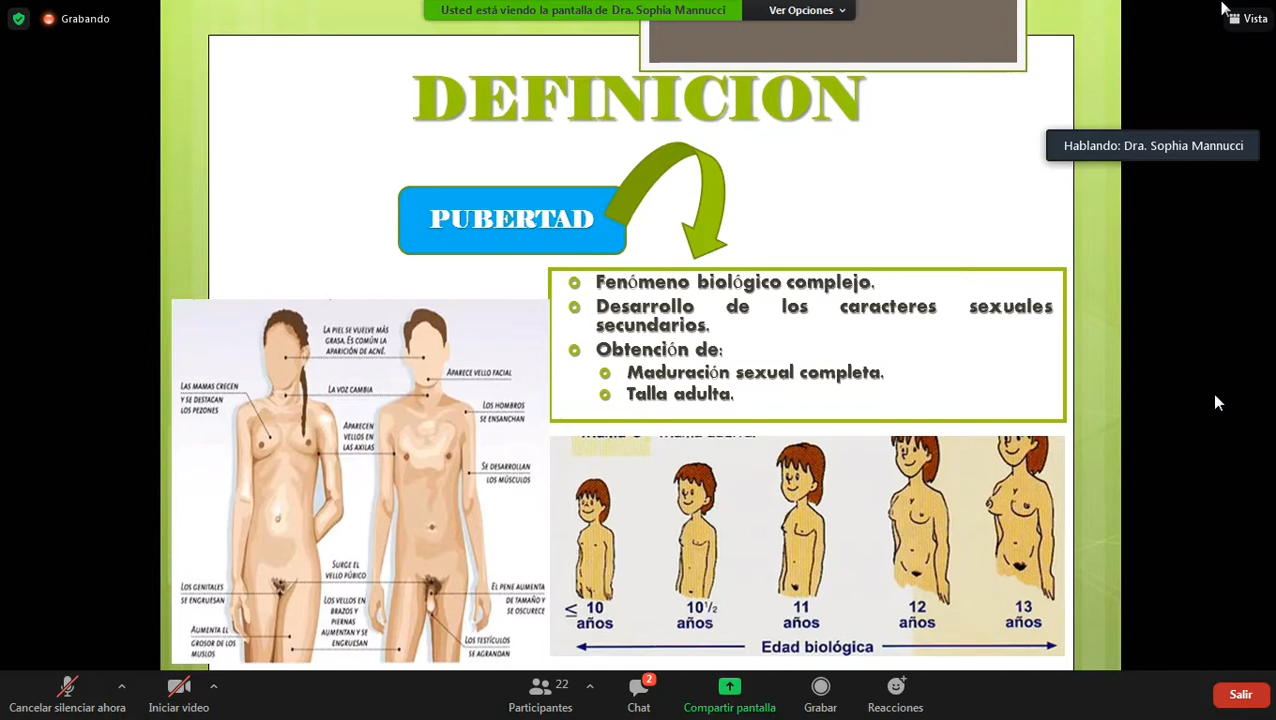 Grabando
Usted está viendo la pantalla de Dra. Sophia Mannucci
Ver Opciones
Vista
DEFINICION
Hablando: Dra. Sophia Mannucci
PUBERTAD
Fenómeno biológico complejo.
Desarrollo de los caracteres sexuales
secundarios.
Obtención de:
Maduración sexual completa.
Talla adulta.
LA PIEL SE VUELVE MÁS
GRASA. ES COMÚN LA
APARICIÓN DE ACNÉ.
APARECE VELLO FACIAL
LAS MAMAS CRECEN
Y SE DESTACAN
LOS PEZONES
LA VOZ CAMBIA
LOS HOMBROS
SE ENSANCHAN
APARECEN
VELLOS EN
LAS AXILAS
SE DESARROLLAN
LOS MÚSCULOS
SURGE EL
VELLO PÚBICO
LOS GENITALES
SE ENGRUESAN
EL PENE AUMENTA
DE TAMAÑO Y
SE OSCURECE
LOS VELLOS EN
BRAZOS Y
PIERNAS
AUMENTAN Y SE
ENGRUESAN
AUMENTA EL
GROSOR DE LOS
MUSLOS
LOS TESTÍCULOS
SE AGRANDAN
≤ 10
años
10 1/2
años
11
años
12
años
13
años
Edad biológica
Cancelar silenciar ahora
Iniciar video
22
Participantes
2
Chat
Compartir pantalla
Grabar
Reacciones
Salir